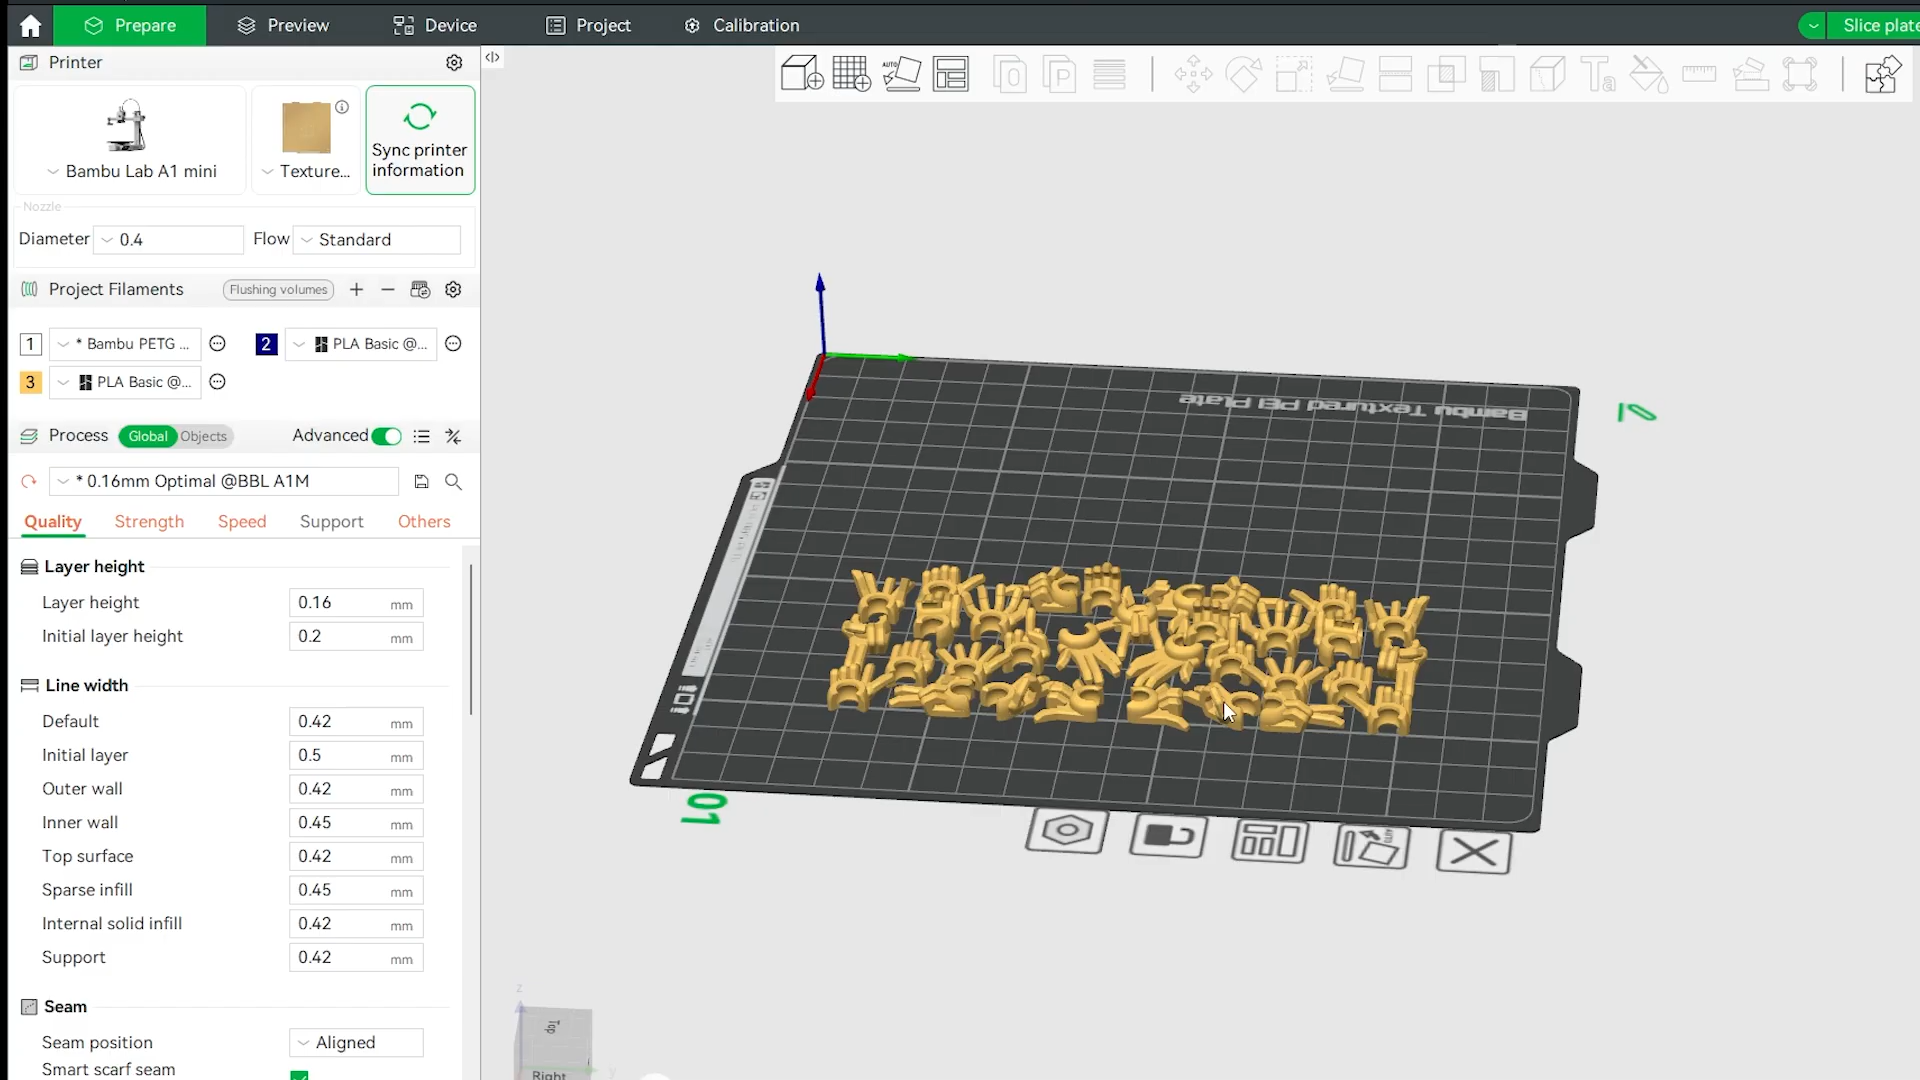 Prepare
Preview
Device
Project
Calibration
Slice plate
Printer
Bambu Lab A1 mini
Texture...
Sync printer
information
Nozzle
Diameter 0.4
Flow Standard
Project Filaments
Flushing volumes
1 * Bambu PETG ...
2 PLA Basic @...
3 PLA Basic @...
Process
Global Objects
Advanced
* 0.16mm Optimal @BBL A1M
Quality
Strength
Speed
Support
Others
Layer height
Layer height 0.16 mm
Initial layer height 0.2 mm
Line width
Default 0.42 mm
Initial layer 0.5 mm
Outer wall 0.42 mm
Inner wall 0.45 mm
Top surface 0.42 mm
Sparse infill 0.45 mm
Internal solid infill 0.42 mm
Support 0.42 mm
Seam
Seam position Aligned
Smart scarf seam
AUTO
Bambu Textured PEI Plate
01
z
Top
Right
y